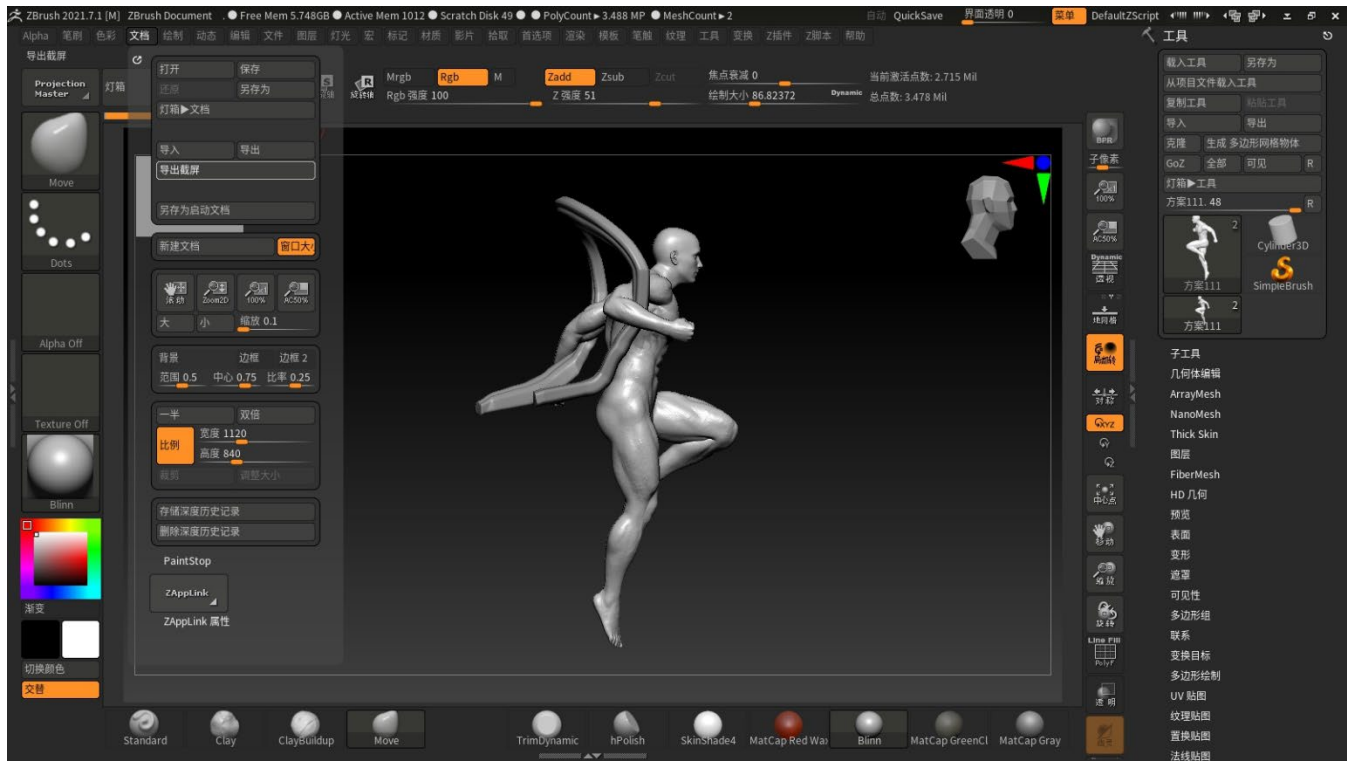 ZBrush 2021.7.1 [M] ZBrush Document . ● Free Mem 5.748GB ● Active Mem 1012 ● Scratch Disk 49 ● ● PolyCount ▸ 3.488 MP ● MeshCount ▸ 2 自动 QuickSave 界面透明 0 菜单 DefaultZScript
Alpha 笔刷 色彩 文档 绘制 动态 编辑 文件 图层 灯光 宏 标记 材质 影片 拾取 首选项 渲染 模板 笔触 纹理 工具 变换 Z插件 Z脚本 帮助
导出截屏
Projection Master
灯箱
打开 保存
还原 另存为
灯箱▶文档
导入 导出
导出截屏
另存为启动文档
新建文档 窗口大小
滚动 Zoom2D 100% AC50%
大 小 缩放 0.1
背景 边框 边框 2
范围 0.5 中心 0.75 比率 0.25
一半 双倍
比例 宽度 1120
高度 840
裁剪 调整大小
存储深度历史记录
删除深度历史记录
PaintStop
ZAppLink
ZAppLink 属性
Mrgb Rgb M Zadd Zsub Zcut 焦点衰减 0 当前激活点数: 2.715 Mil
Rgb 强度 100 Z 强度 51 绘制大小 86.82372 Dynamic 总点数: 3.478 Mil
Move
Dots
Alpha Off
Texture Off
Blinn
渐变
切换颜色
交替
BPR
子像素
100%
AC50%
Dynamic
透视
地网格
对称
XYZ
中心点
移动
缩放
旋转
Line Fill
PolyF
透明
工具
载入工具 另存为
从项目文件载入工具
复制工具 粘贴工具
导入 导出
克隆 生成 多边形网格物体
GoZ 全部 可见 R
灯箱▶工具
方案111. 48 R
2
方案111
Cylinder3D
SimpleBrush
2
方案111
子工具
几何体编辑
ArrayMesh
NanoMesh
Thick Skin
图层
FiberMesh
HD 几何
预览
表面
变形
遮罩
可见性
多边形组
联系
变换目标
多边形绘制
UV 贴图
纹理贴图
置换贴图
法线贴图
Standard Clay ClayBuildup Move TrimDynamic hPolish SkinShade4 MatCap Red Wax Blinn MatCap GreenCl MatCap Gray